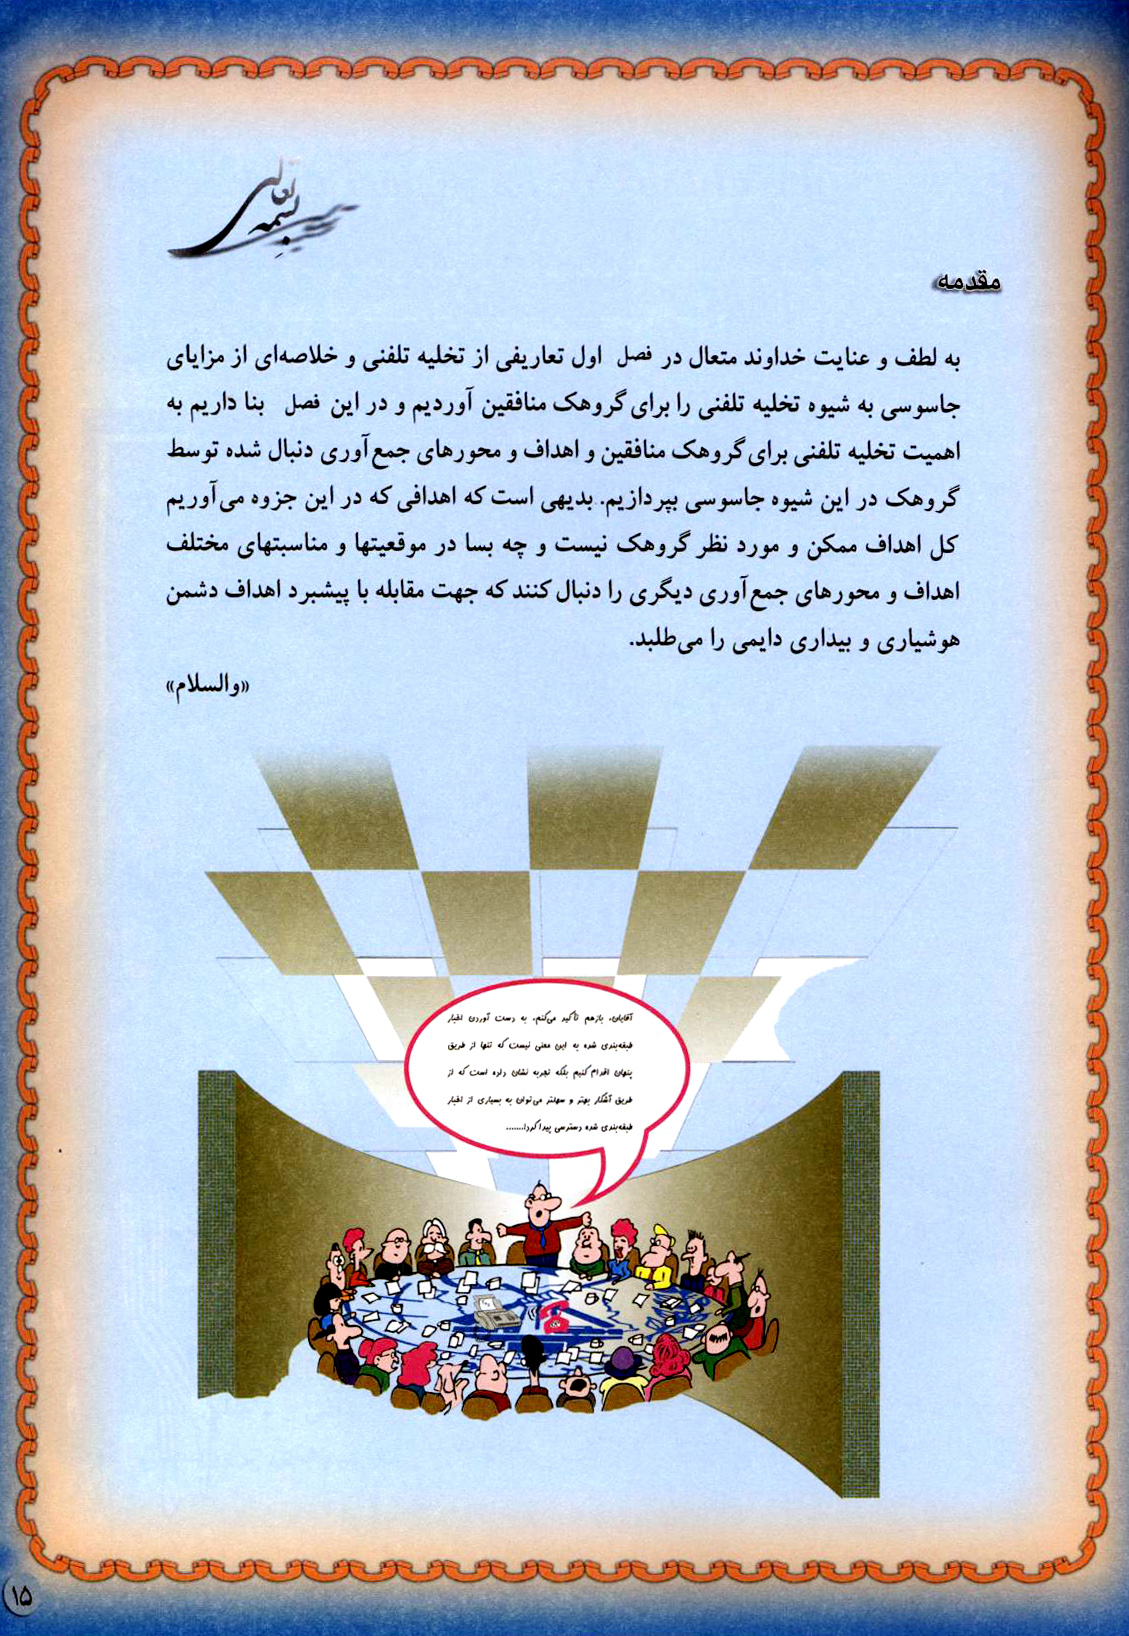 بسمه تعالی
مقدمه
به لطف و عنایت خداوند متعال در فصل اول تعاریفی از تخلیه تلفنی و خلاصه‌ای از مزایای
جاسوسی به شیوه تخلیه تلفنی را برای گروهک منافقین آوردیم و در این فصل بنا داریم به
اهمیت تخلیه تلفنی برای گروهک منافقین و اهداف و محورهای جمع‌آوری دنبال شده توسط
گروهک در این شیوه جاسوسی بپردازیم. بدیهی است که اهدافی که در این جزوه می‌آوریم
کل اهداف ممکن و مورد نظر گروهک نیست و چه بسا در موقعیتها و مناسبتهای مختلف
اهداف و محورهای جمع‌آوری دیگری را دنبال کنند که جهت مقابله با پیشبرد اهداف دشمن
هوشیاری و بیداری دایمی را می‌طلبد.
«والسلام»
آقایان، بازهم تأکید می‌کنم، به دست آوردن اخبار
طبقه‌بندی شده به این معنی نیست که تنها از طریق
پنهان اقدام کنیم بلکه تجربه نشان داده است که از
طریق آشکار بهتر و سهلتر می‌توان به بسیاری از اخبار
طبقه‌بندی شده دسترسی پیدا کرد!.......
۱۵